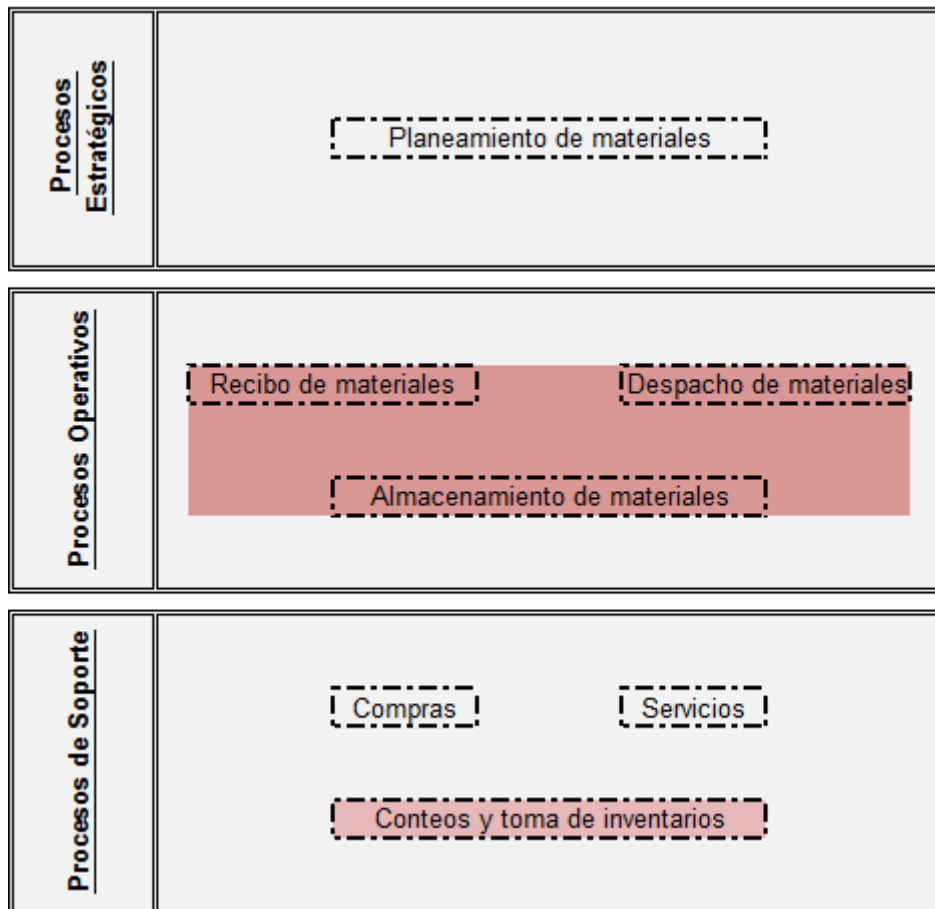 Procesos
Estratégicos
Planeamiento de materiales
Procesos Operativos
Recibo de materiales
Despacho de materiales
Almacenamiento de materiales
Procesos de Soporte
Compras
Servicios
Conteos y toma de inventarios